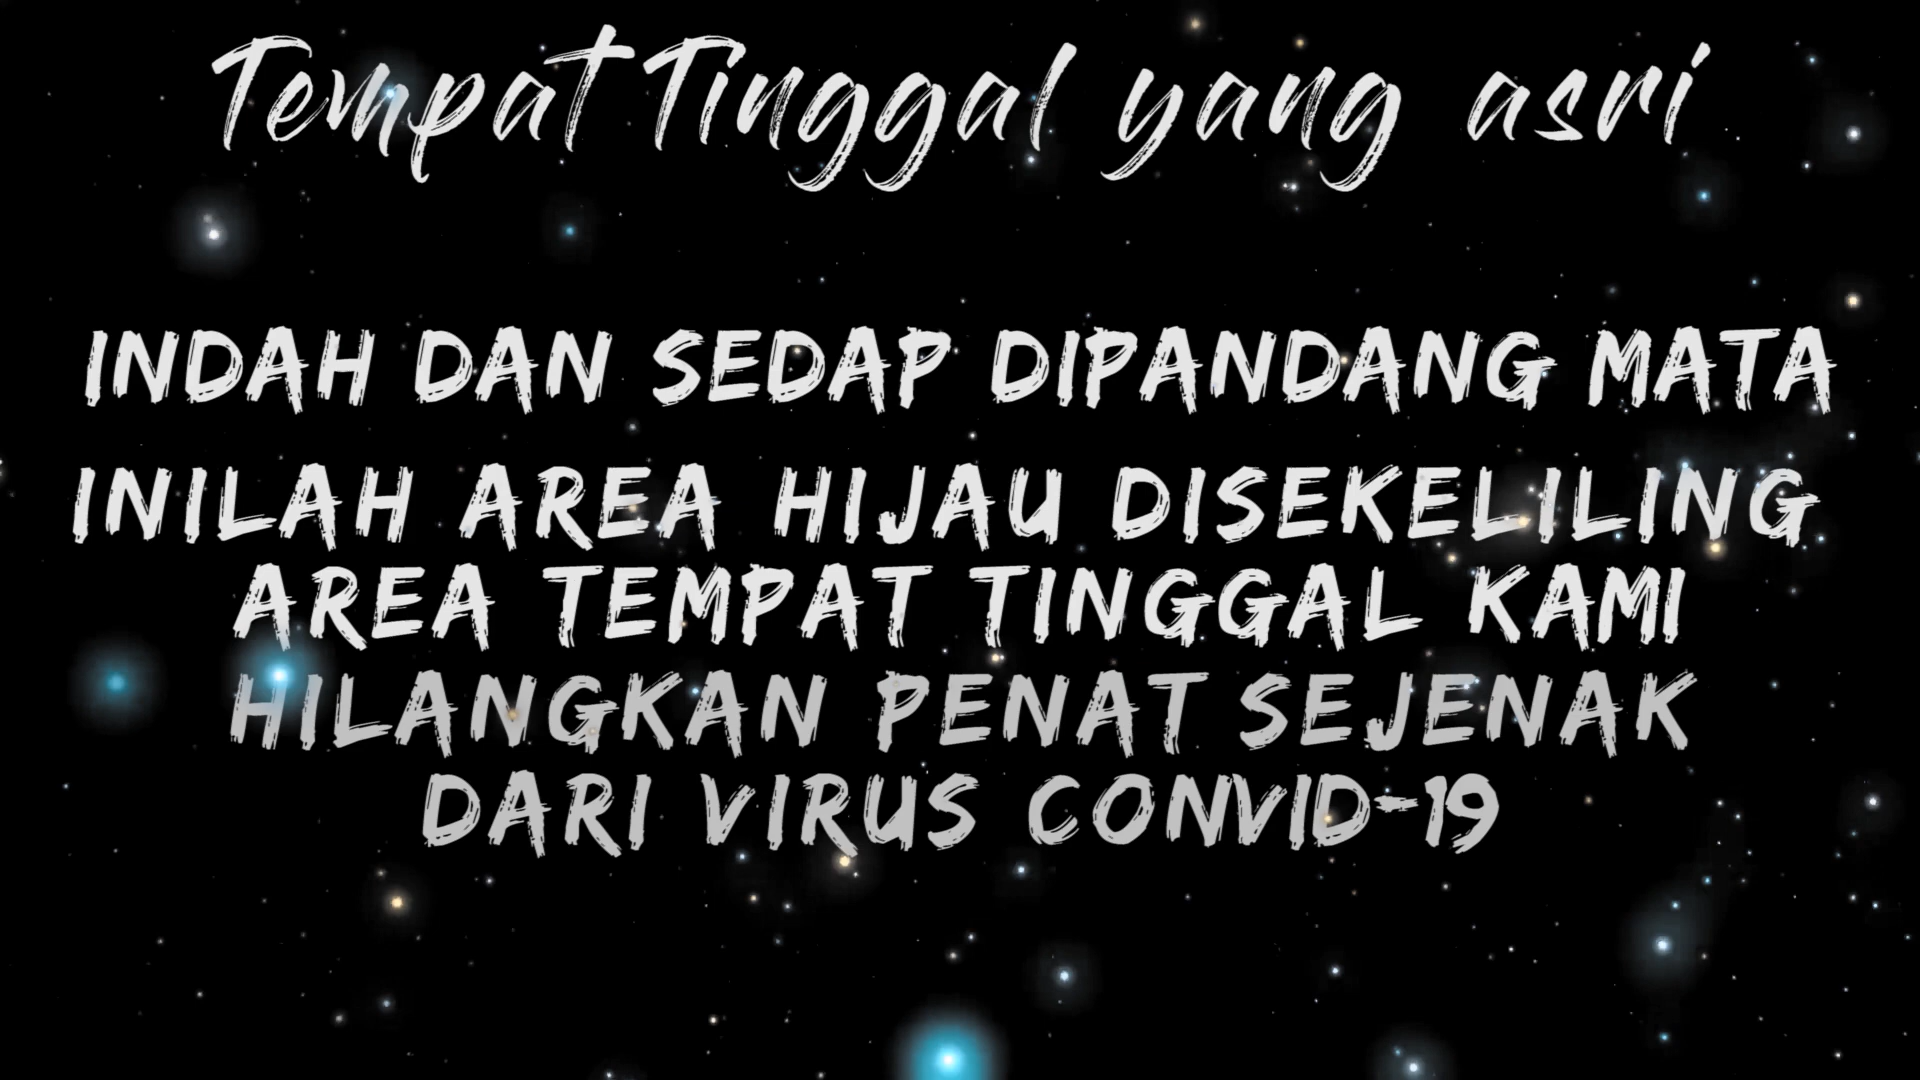 Tempat Tinggal yang asri
INDAH DAN SEDAP DIPANDANG MATA
INILAH AREA HIJAU DISEKELILING
AREA TEMPAT TINGGAL KAMI
HILANGKAN PENAT SEJENAK
DARI VIRUS CONVID-19